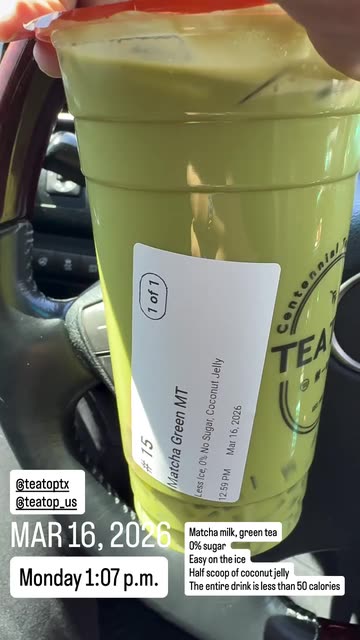 Centennial
TEA T
1 of 1
# 15
Matcha Green MT
Less Ice, 0% No Sugar, Coconut Jelly
12:59 PM Mar 16, 2026
@teatoptx
@teatop_us
MAR 16, 2026
Monday 1:07 p.m.
Matcha milk, green tea
0% sugar
Easy on the ice
Half scoop of coconut jelly
The entire drink is less than 50 calories